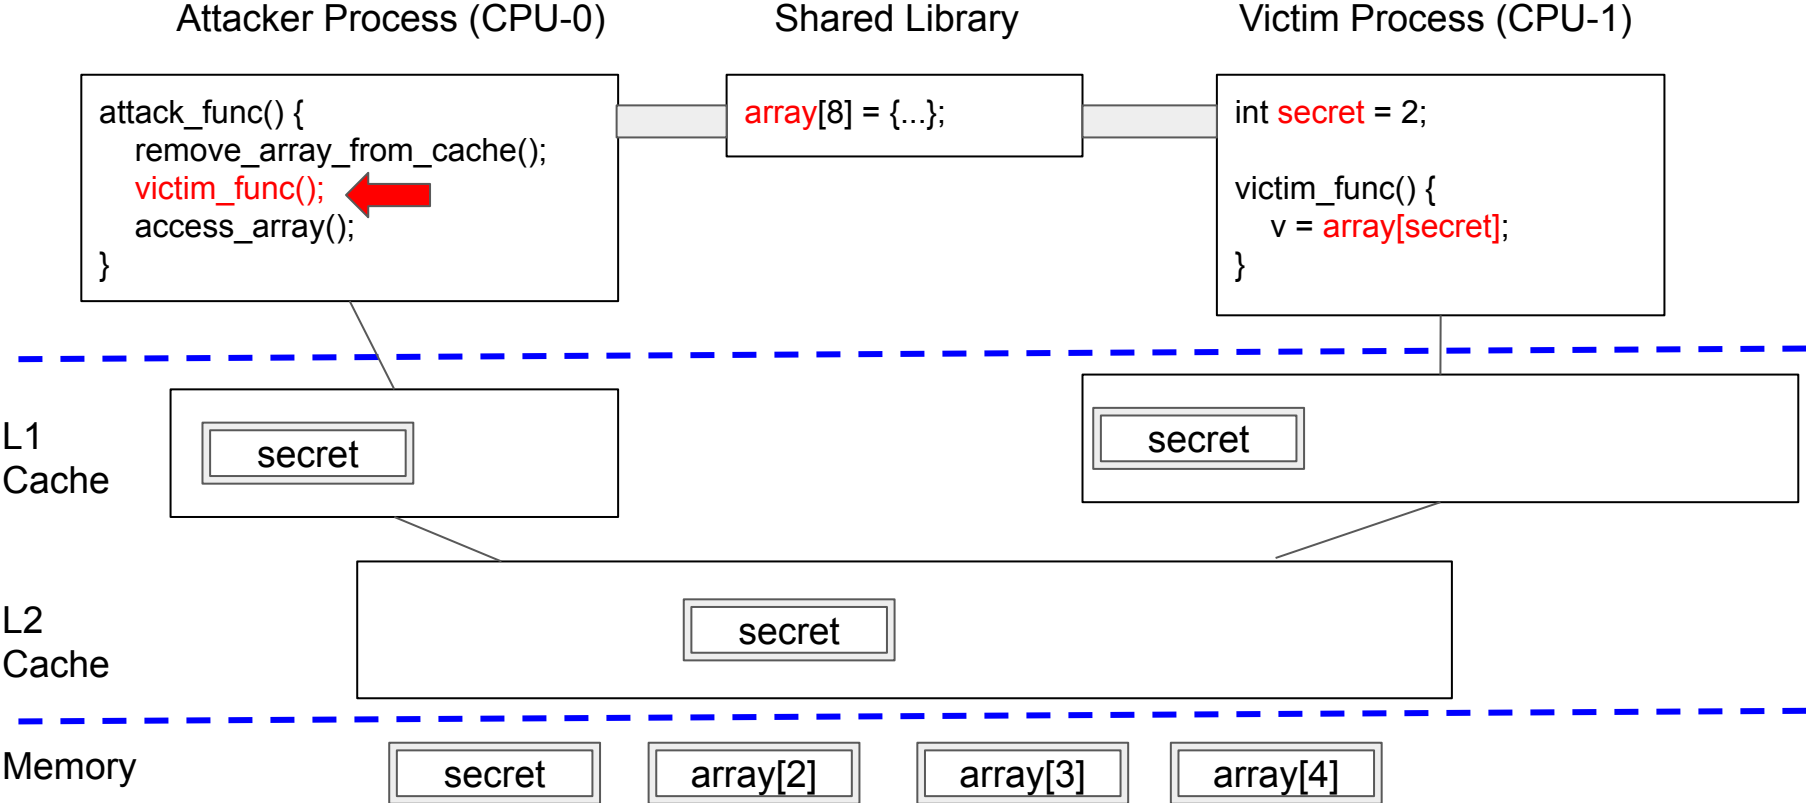 Attacker Process (CPU-0)
Shared Library
Victim Process (CPU-1)
attack_func() {
remove_array_from_cache();
victim_func();
access_array();
}
array[8] = {...};
int secret = 2;
victim_func() {
v = array[secret];
}
L1
Cache
secret
secret
L2
Cache
secret
Memory
secret
array[2]
array[3]
array[4]